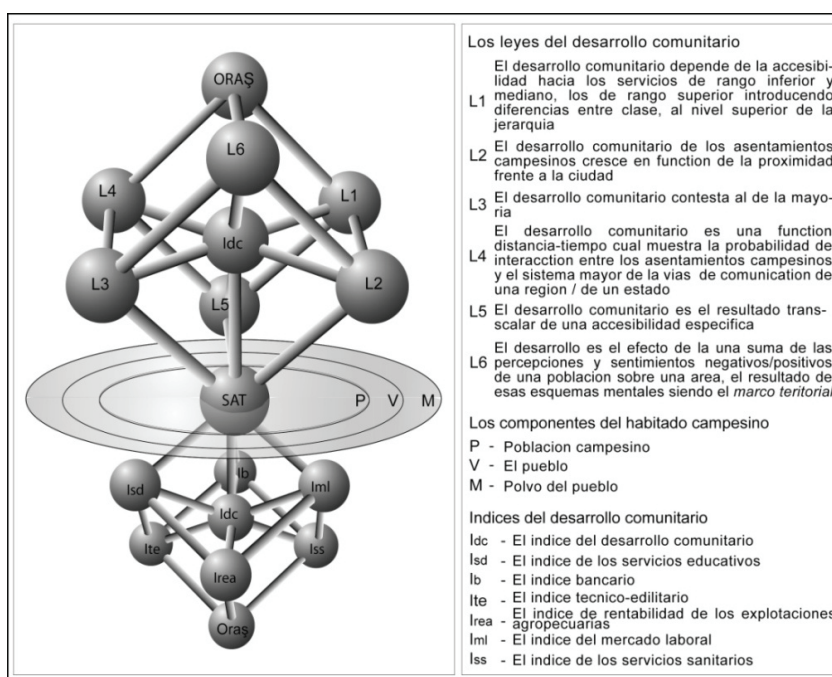 ORAŞ
L6
L4
L1
Idc
L3
L2
L5
SAT
P V M
Ib
Isd
Iml
Idc
Ite
Iss
Irea
Oraş
Los leyes del desarrollo comunitario
El desarrollo comunitario depende de la accesibi-
lidad hacia los servicios de rango inferior y
L1 mediano, los de rango superior introducendo
diferencias entre clase, al nivel superior de la
jerarquia
El desarrollo comunitario de los asentamientos
L2 campesinos cresce en function de la proximidad
frente a la ciudad
L3 El desarrollo comunitario contesta al de la mayo-
ria
El desarrollo comunitario es una function
distancia-tiempo cual muestra la probabilidad de
L4 interacction entre los asentamientos campesinos
y el sistema mayor de la vias de comunication de
una region / de un estado
L5 El desarrollo comunitario es el resultado trans-
scalar de una accesibilidad especifica
El desarrollo es el efecto de la una suma de las
L6 percepciones y sentimientos negativos/positivos
de una poblacion sobre una area, el resultado de
esas esquemas mentales siendo el marco teritorial
Los componentes del habitado campesino
P - Poblacion campesino
V - El pueblo
M - Polvo del pueblo
Indices del desarrollo comunitario
Idc - El indice del desarrollo comunitario
Isd - El indice de los servicios educativos
Ib - El indice bancario
Ite - El indice tecnico-edilitario
El indice de rentabilidad de los explotaciones
Irea - agropecuarias
Iml - El indice del mercado laboral
Iss - El indice de los servicios sanitarios